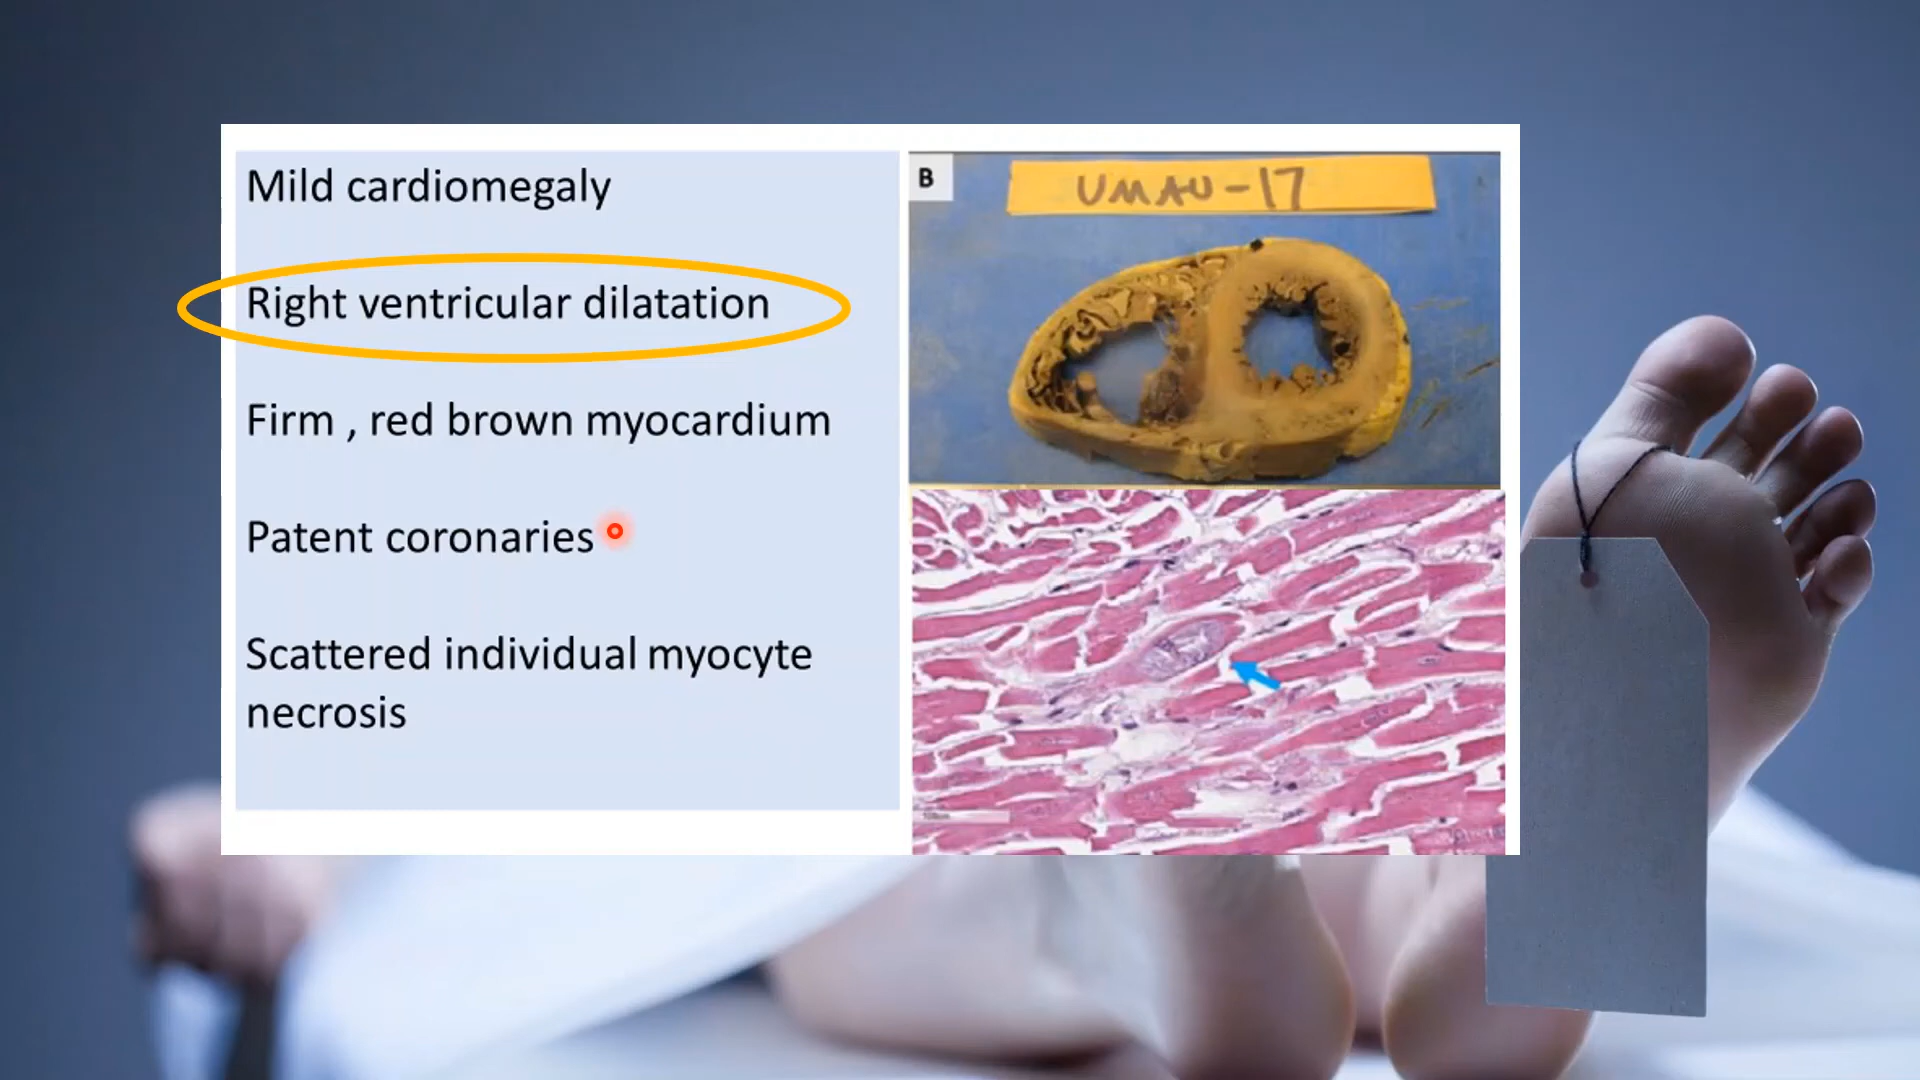 Mild cardiomegaly
Right ventricular dilatation
Firm , red brown myocardium
Patent coronaries
Scattered individual myocyte
necrosis
B
UMAU-17